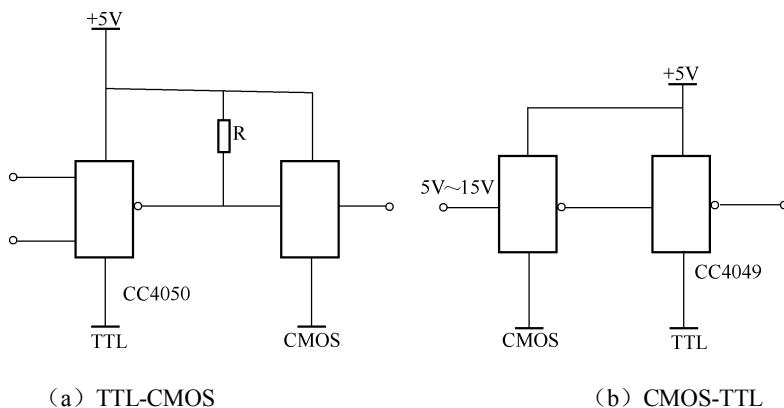 +5V
R
CC4050
TTL
CMOS
(a)TTL-CMOS
+5V
5V~15V
CC4049
CMOS
TTL
(b)CMOS-TTL